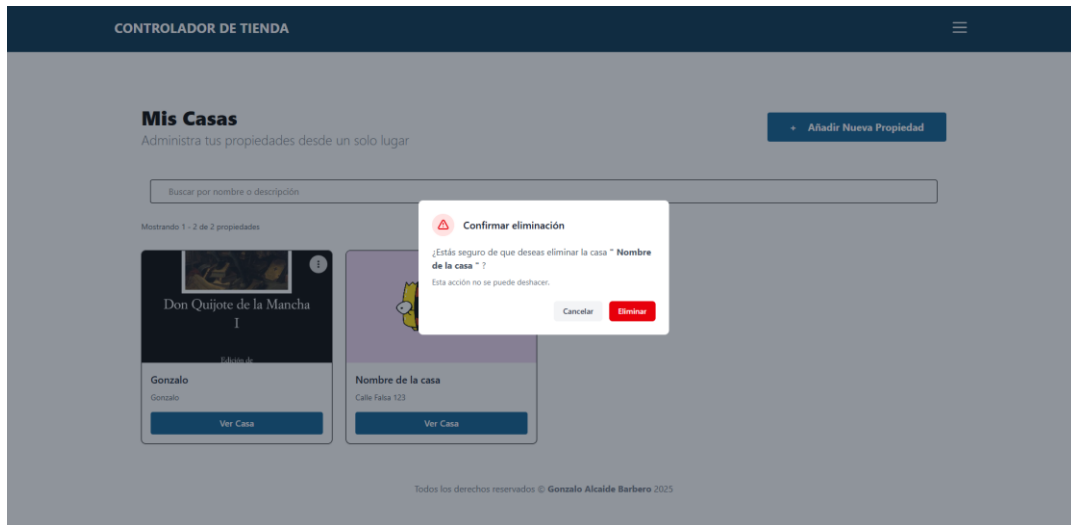 CONTROLADOR DE TIENDA
Mis Casas
Administra tus propiedades desde un solo lugar
+ Añadir Nueva Propiedad
Buscar por nombre o descripción
Mostrando 1 - 2 de 2 propiedades
Confirmar eliminación
¿Estás seguro de que deseas eliminar la casa " Nombre
de la casa " ?
Esta acción no se puede deshacer.
Cancelar
Eliminar
Don Quijote de la Mancha
I
Edición de
Gonzalo
Gonzalo
Ver Casa
Nombre de la casa
Calle Falsa 123
Ver Casa
Todos los derechos reservados © Gonzalo Alcaide Barbero 2025